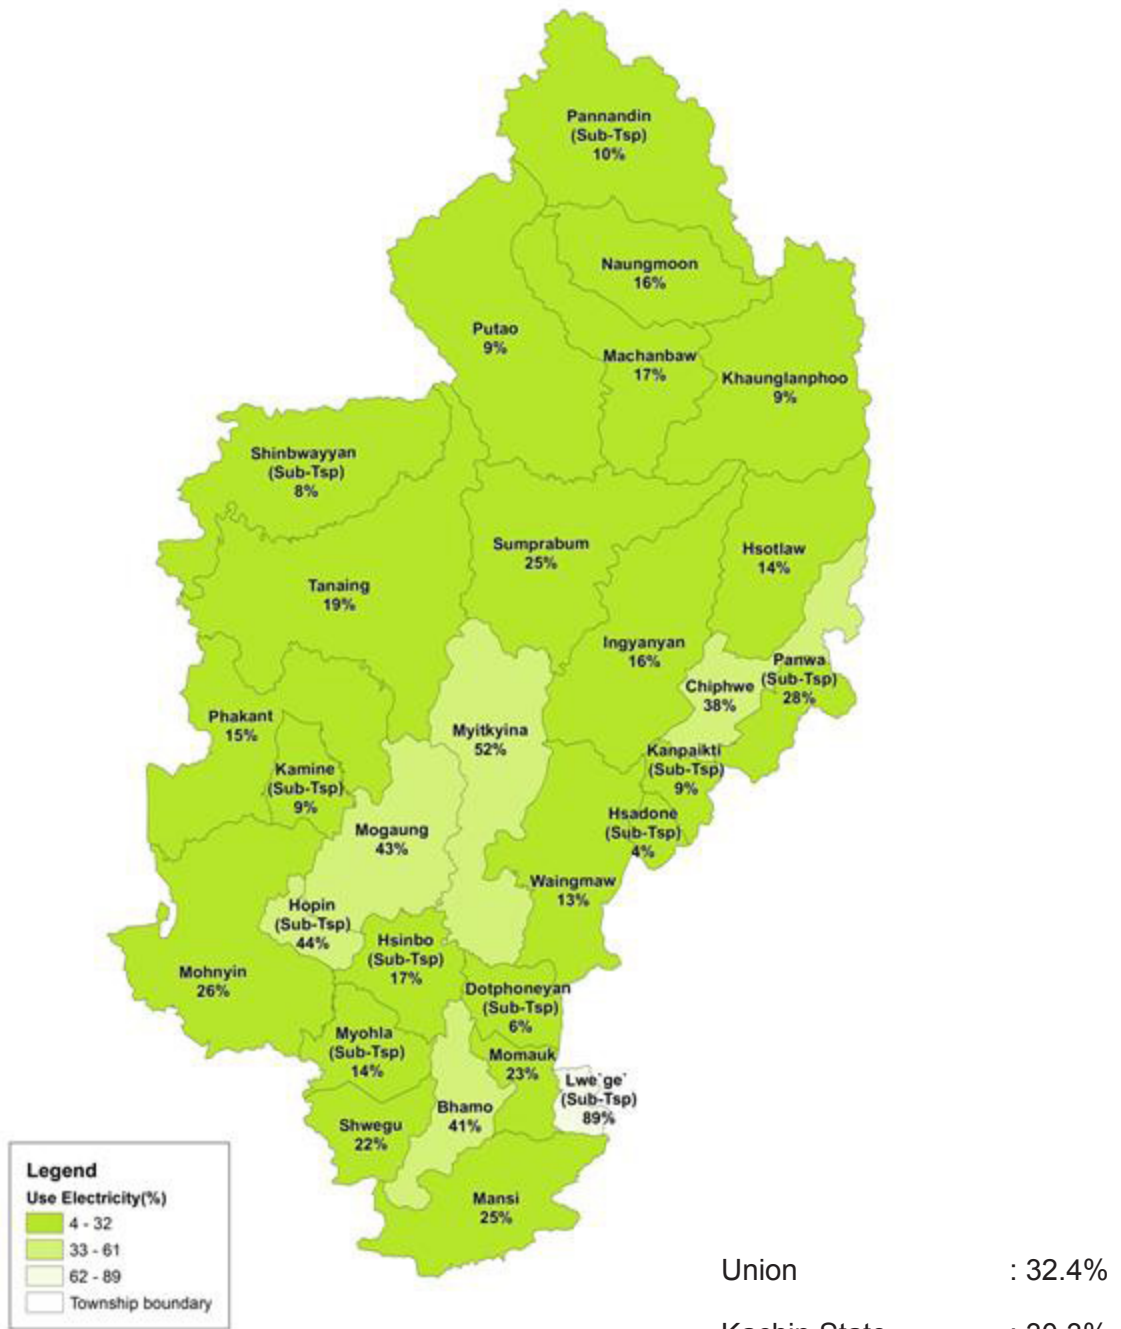 Pannandin
(Sub-Tsp)
10%
Naungmoon
16%
Putao
9%
Machanbaw
17%
Khaunglanphoo
9%
Shinbwayyan
(Sub-Tsp)
8%
Sumprabum
25%
Hsotlaw
14%
Tanaing
19%
Ingyanyan
16%
Panwa
(Sub-Tsp)
28%
Chiphwe
38%
Phakant
15%
Myitkyina
52%
Kanpaikti
(Sub-Tsp)
9%
Kamine
(Sub-Tsp)
9%
Hsadone
(Sub-Tsp)
4%
Mogaung
43%
Waingmaw
13%
Hopin
(Sub-Tsp)
44%
Hsinbo
(Sub-Tsp)
17%
Mohnyin
26%
Dotphoneyan
(Sub-Tsp)
6%
Myohla
(Sub-Tsp)
14%
Momauk
23%
Lwe`ge`
(Sub-Tsp)
89%
Bhamo
41%
Shwegu
22%
Mansi
25%
Legend
Use Electricity(%)
4 - 32
33 - 61
62 - 89
Township boundary
Union : 32.4%
Kachin State